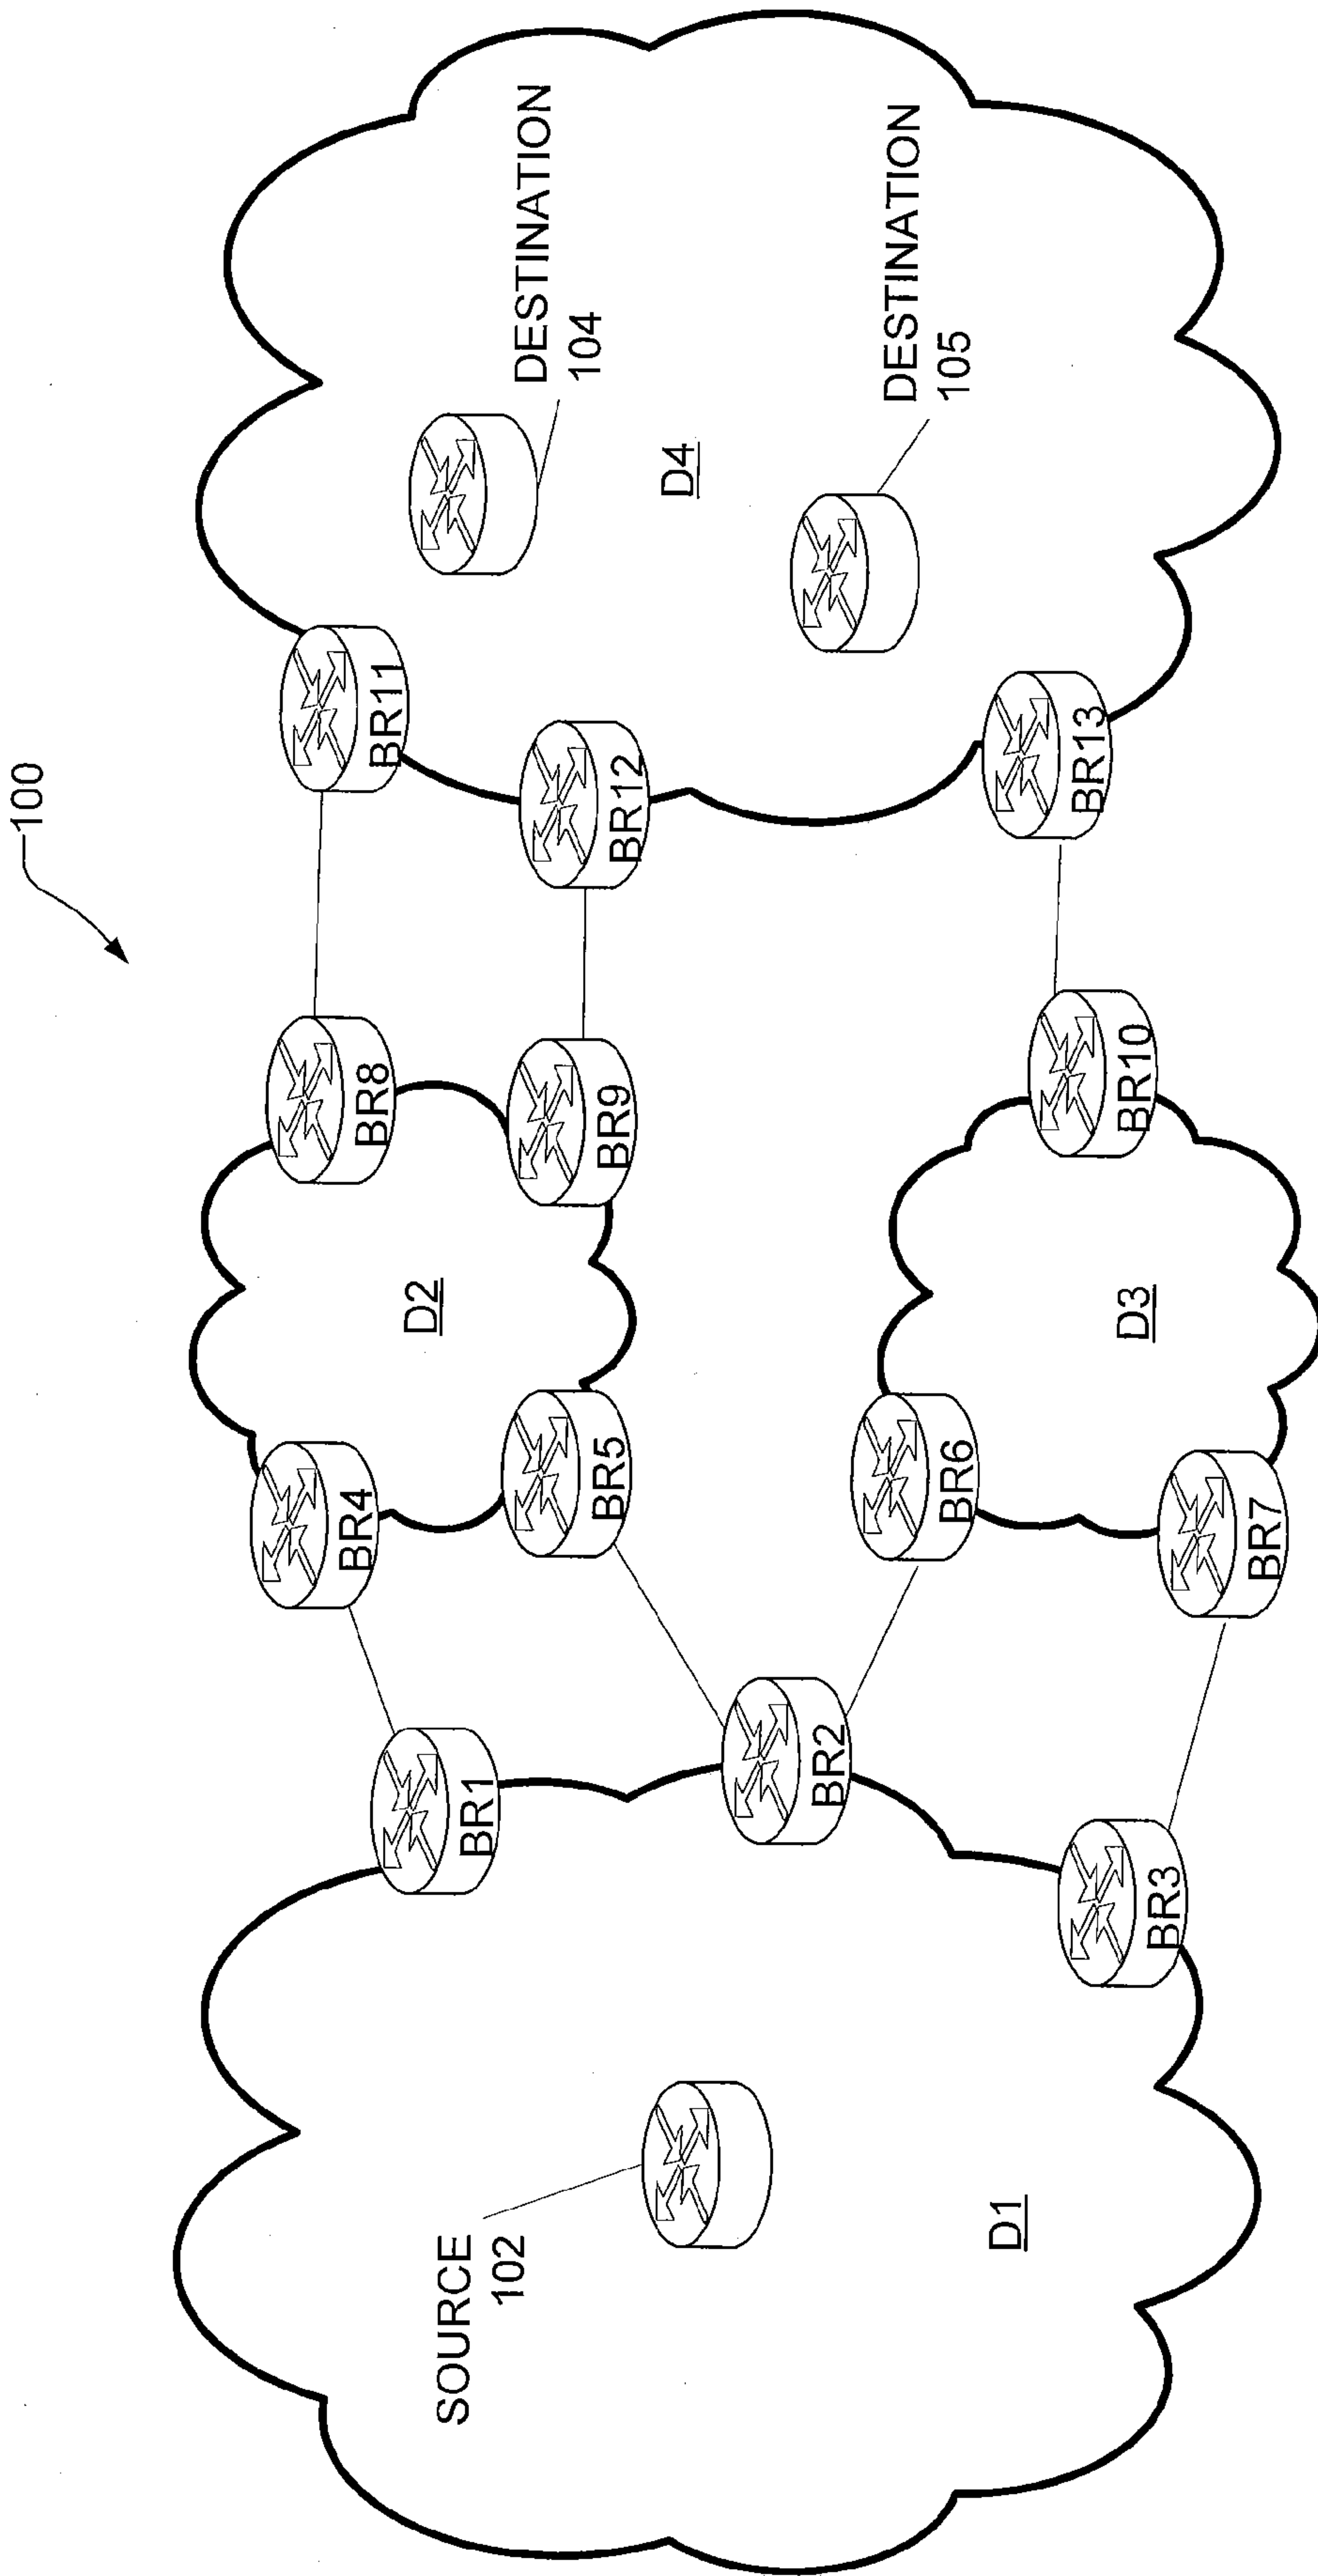 100
BR11
DESTINATION
104
BR8
BR12
D4
DESTINATION
105
BR4
D2
BR9
BR13
BR1
BR5
BR10
SOURCE
102
BR6
D3
BR2
BR7
D1
BR3